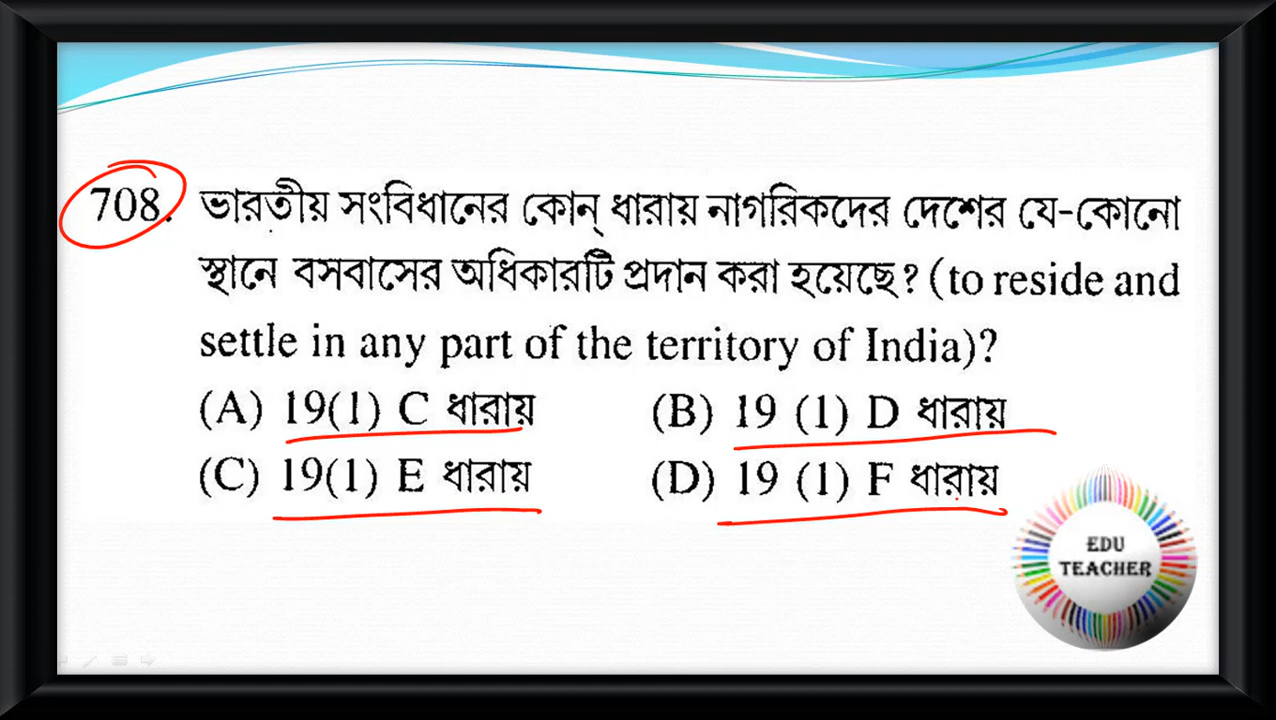 708. ভারতীয় সংবিধানের কোন্ ধারায় নাগরিকদের দেশের যে-কোনো
স্থানে বসবাসের অধিকারটি প্রদান করা হয়েছে? (to reside and
settle in any part of the territory of India)?
(A) 19(1) C ধারায় (B) 19 (1) D ধারায়
(C) 19(1) E ধারায় (D) 19 (1) F ধারায়
EDU
TEACHER